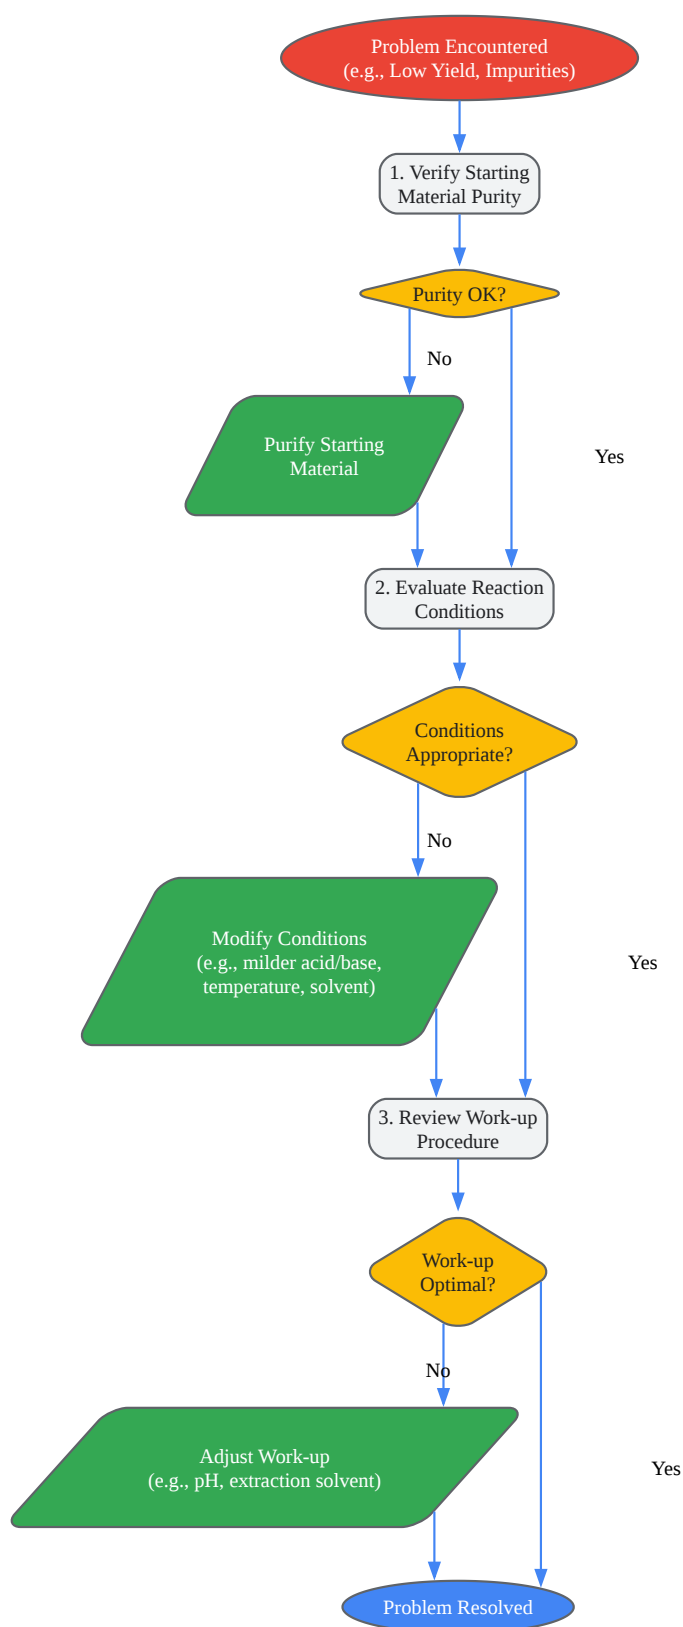 Problem Encountered
(e.g., Low Yield, Impurities)
1. Verify Starting
Material Purity
Purity OK?
No
Purify Starting
Material
Yes
2. Evaluate Reaction
Conditions
Conditions
Appropriate?
No
Modify Conditions
(e.g., milder acid/base,
temperature, solvent)
Yes
3. Review Work-up
Procedure
Work-up
Optimal?
No
Adjust Work-up
(e.g., pH, extraction solvent)
Yes
Problem Resolved